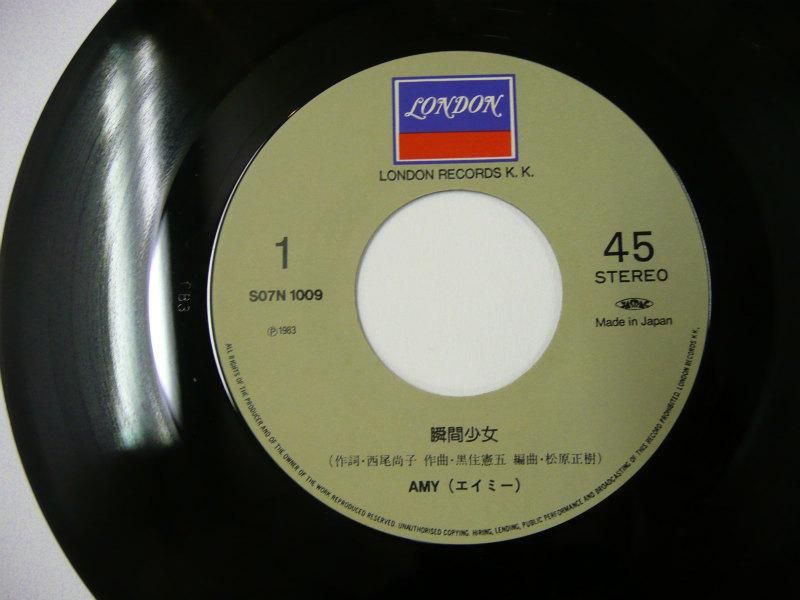 LONDON
LONDON RECORDS K.K.
1
S07N 1009
Ⓟ1983
45
STEREO
JASRAC
Made in Japan
瞬間少女
(作詞・西尾尚子 作曲・黒住憲五 編曲・松原正樹)
AMY (エイミー)
ALL RIGHTS OF THE PRODUCER AND OF THE OWNER OF THE WORK REPRODUCED RESERVED. UNAUTHORISED COPYING, HIRING, LENDING, PUBLIC PERFORMANCE AND BROADCASTING OF THIS RECORD PROHIBITED. LONDON RECORDS K.K.